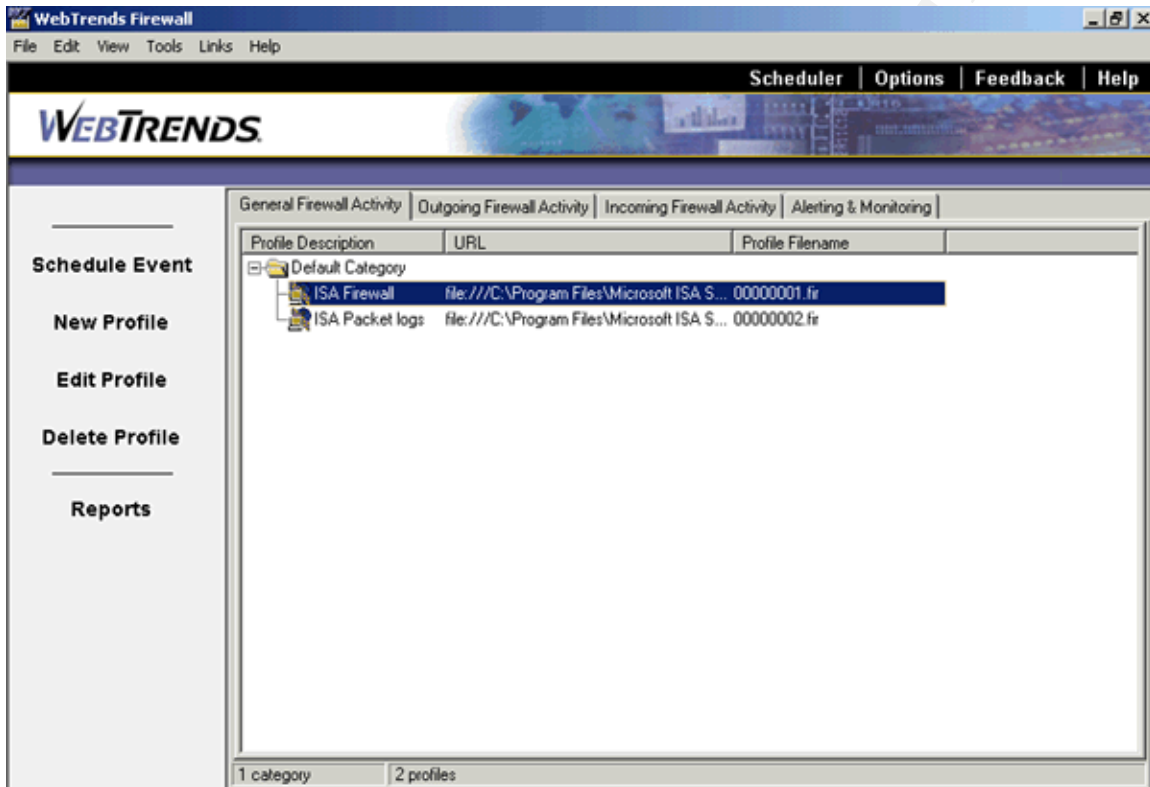 WebTrends Firewall
File Edit View Tools Links Help
Scheduler | Options | Feedback | Help
WEBTRENDS
General Firewall Activity Outgoing Firewall Activity Incoming Firewall Activity Alerting & Monitoring
Profile Description URL Profile Filename
Default Category
ISA Firewall file:///C:\Program Files\Microsoft ISA S... 00000001.fir
ISA Packet logs file:///C:\Program Files\Microsoft ISA S... 00000002.fir
Schedule Event
New Profile
Edit Profile
Delete Profile
Reports
1 category 2 profiles